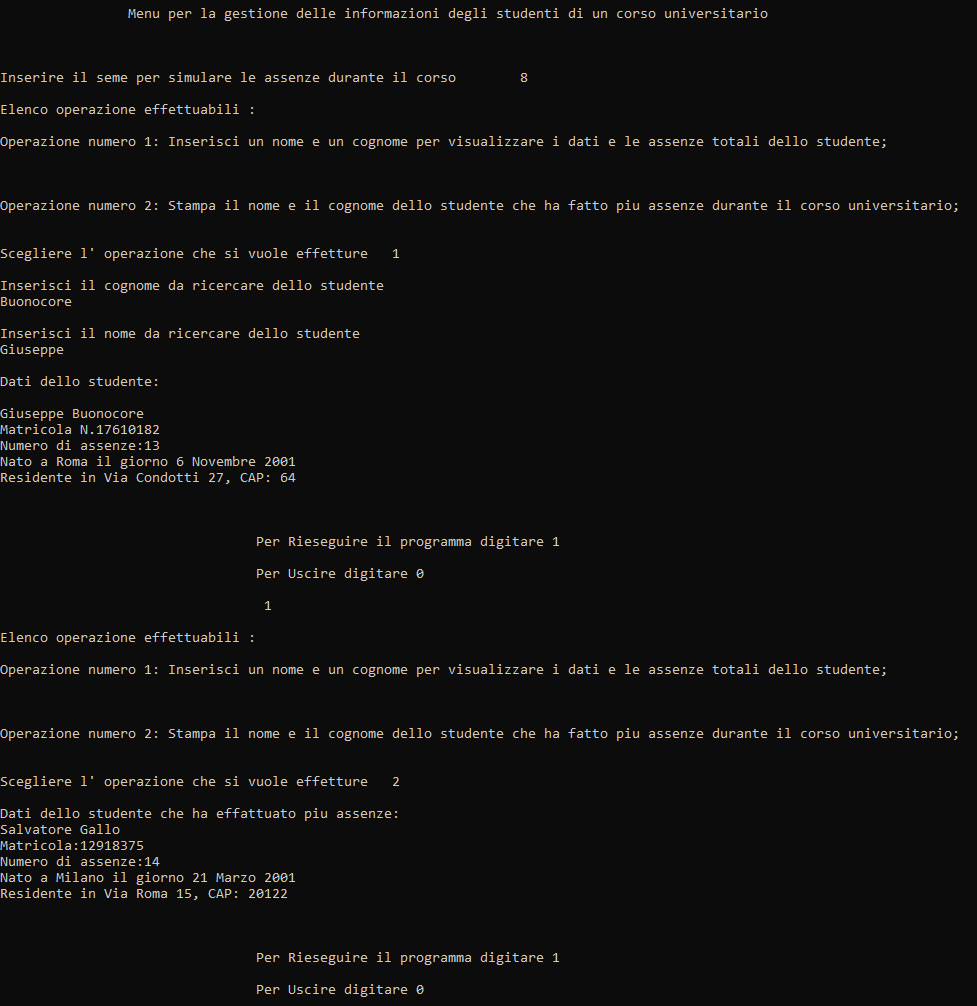 Menu per la gestione delle informazioni degli studenti di un corso universitario
Inserire il seme per simulare le assenze durante il corso 8
Elenco operazione effettuabili :
Operazione numero 1: Inserisci un nome e un cognome per visualizzare i dati e le assenze totali dello studente;
Operazione numero 2: Stampa il nome e il cognome dello studente che ha fatto piu assenze durante il corso universitario;
Scegliere l' operazione che si vuole effetture 1
Inserisci il cognome da ricercare dello studente
Buonocore
Inserisci il nome da ricercare dello studente
Giuseppe
Dati dello studente:
Giuseppe Buonocore
Matricola N.17610182
Numero di assenze:13
Nato a Roma il giorno 6 Novembre 2001
Residente in Via Condotti 27, CAP: 64
Per Rieseguire il programma digitare 1
Per Uscire digitare 0
1
Elenco operazione effettuabili :
Operazione numero 1: Inserisci un nome e un cognome per visualizzare i dati e le assenze totali dello studente;
Operazione numero 2: Stampa il nome e il cognome dello studente che ha fatto piu assenze durante il corso universitario;
Scegliere l' operazione che si vuole effetture 2
Dati dello studente che ha effattuato piu assenze:
Salvatore Gallo
Matricola:12918375
Numero di assenze:14
Nato a Milano il giorno 21 Marzo 2001
Residente in Via Roma 15, CAP: 20122
Per Rieseguire il programma digitare 1
Per Uscire digitare 0